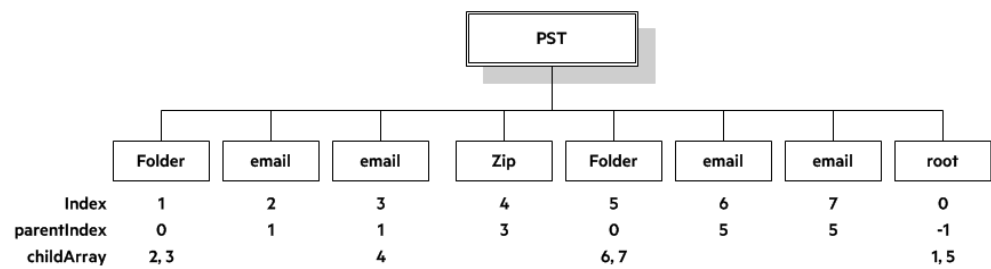 PST
Folder email email Zip Folder email email root
Index 1 2 3 4 5 6 7 0
parentIndex 0 1 1 3 0 5 5 -1
childArray 2, 3 4 6, 7 1, 5